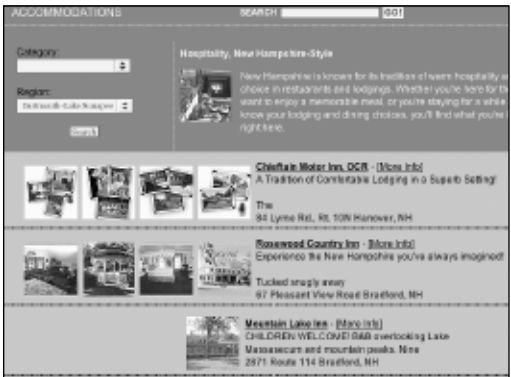 ACCOMMODATIONS
SEARCH
GO!
Category:
Region:
Dartmouth-Lake Sunapee
Search
Hospitality, New Hampshire-Style
New Hampshire is known for its tradition of warm hospitality a
choice in restaurants and lodgings. Whether you're here for th
want to enjoy a memorable meal, or you're staying for a while
know your lodging and dining choices, you'll find what you're
right here.
Chieftain Motor Inn, DCR - [More Info]
A Tradition of Comfortable Lodging in a Superb Setting!
The
84 Lyme Rd., Rt. 10N Hanover, NH
Rosewood Country Inn - [More Info]
Experience the New Hampshire you've always imagined!
Tucked snugly away
67 Pleasant View Road Bradford, NH
Mountain Lake Inn - [More Info]
CHILDREN WELCOME! B&B overlooking Lake
Massasecum and mountain peaks. Nine
2871 Route 114 Bradford, NH